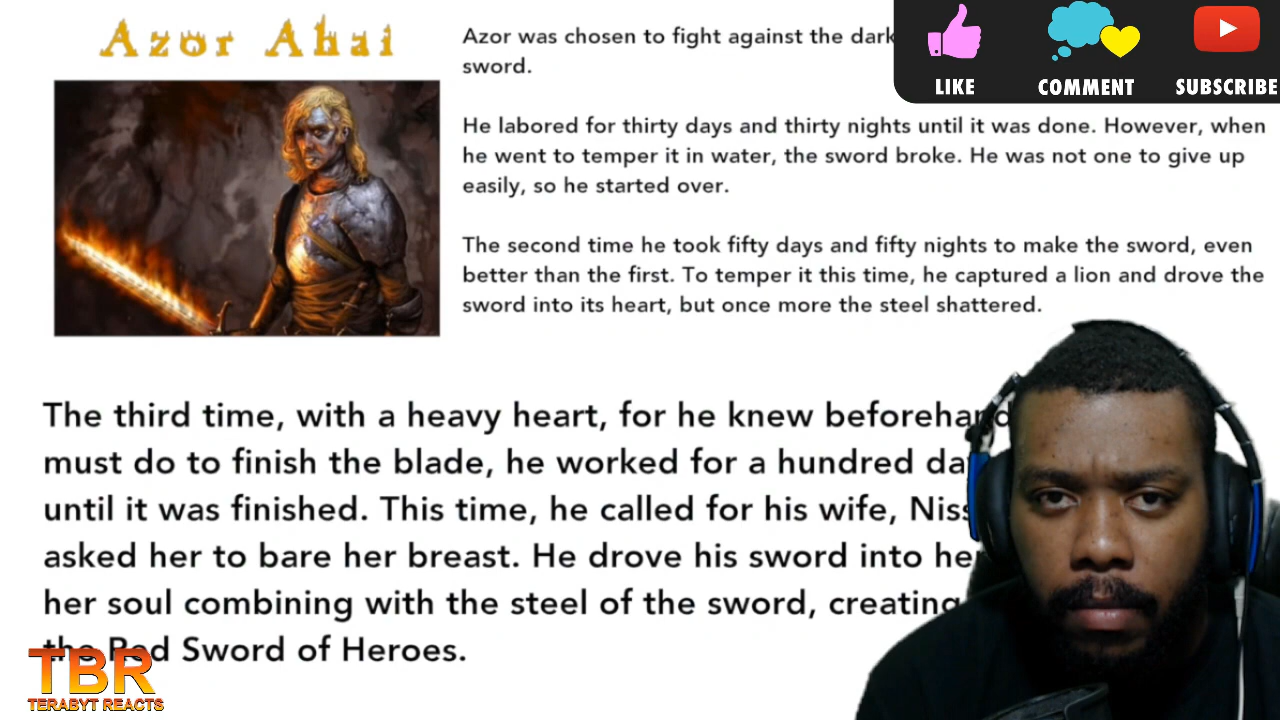 Azor Ahai
Azor was chosen to fight against the dark
sword.
He labored for thirty days and thirty nights until it was done. However, when
he went to temper it in water, the sword broke. He was not one to give up
easily, so he started over.
The second time he took fifty days and fifty nights to make the sword, even
better than the first. To temper it this time, he captured a lion and drove the
sword into its heart, but once more the steel shattered.
The third time, with a heavy heart, for he knew beforehand
must do to finish the blade, he worked for a hundred
until it was finished. This time, he called for his wife,
asked her to bare her breast. He drove his sword into
her soul combining with the steel of the sword, creating
the Red Sword of Heroes.
LIKE
COMMENT
SUBSCRIBE
TBR
TERABYT REACTS